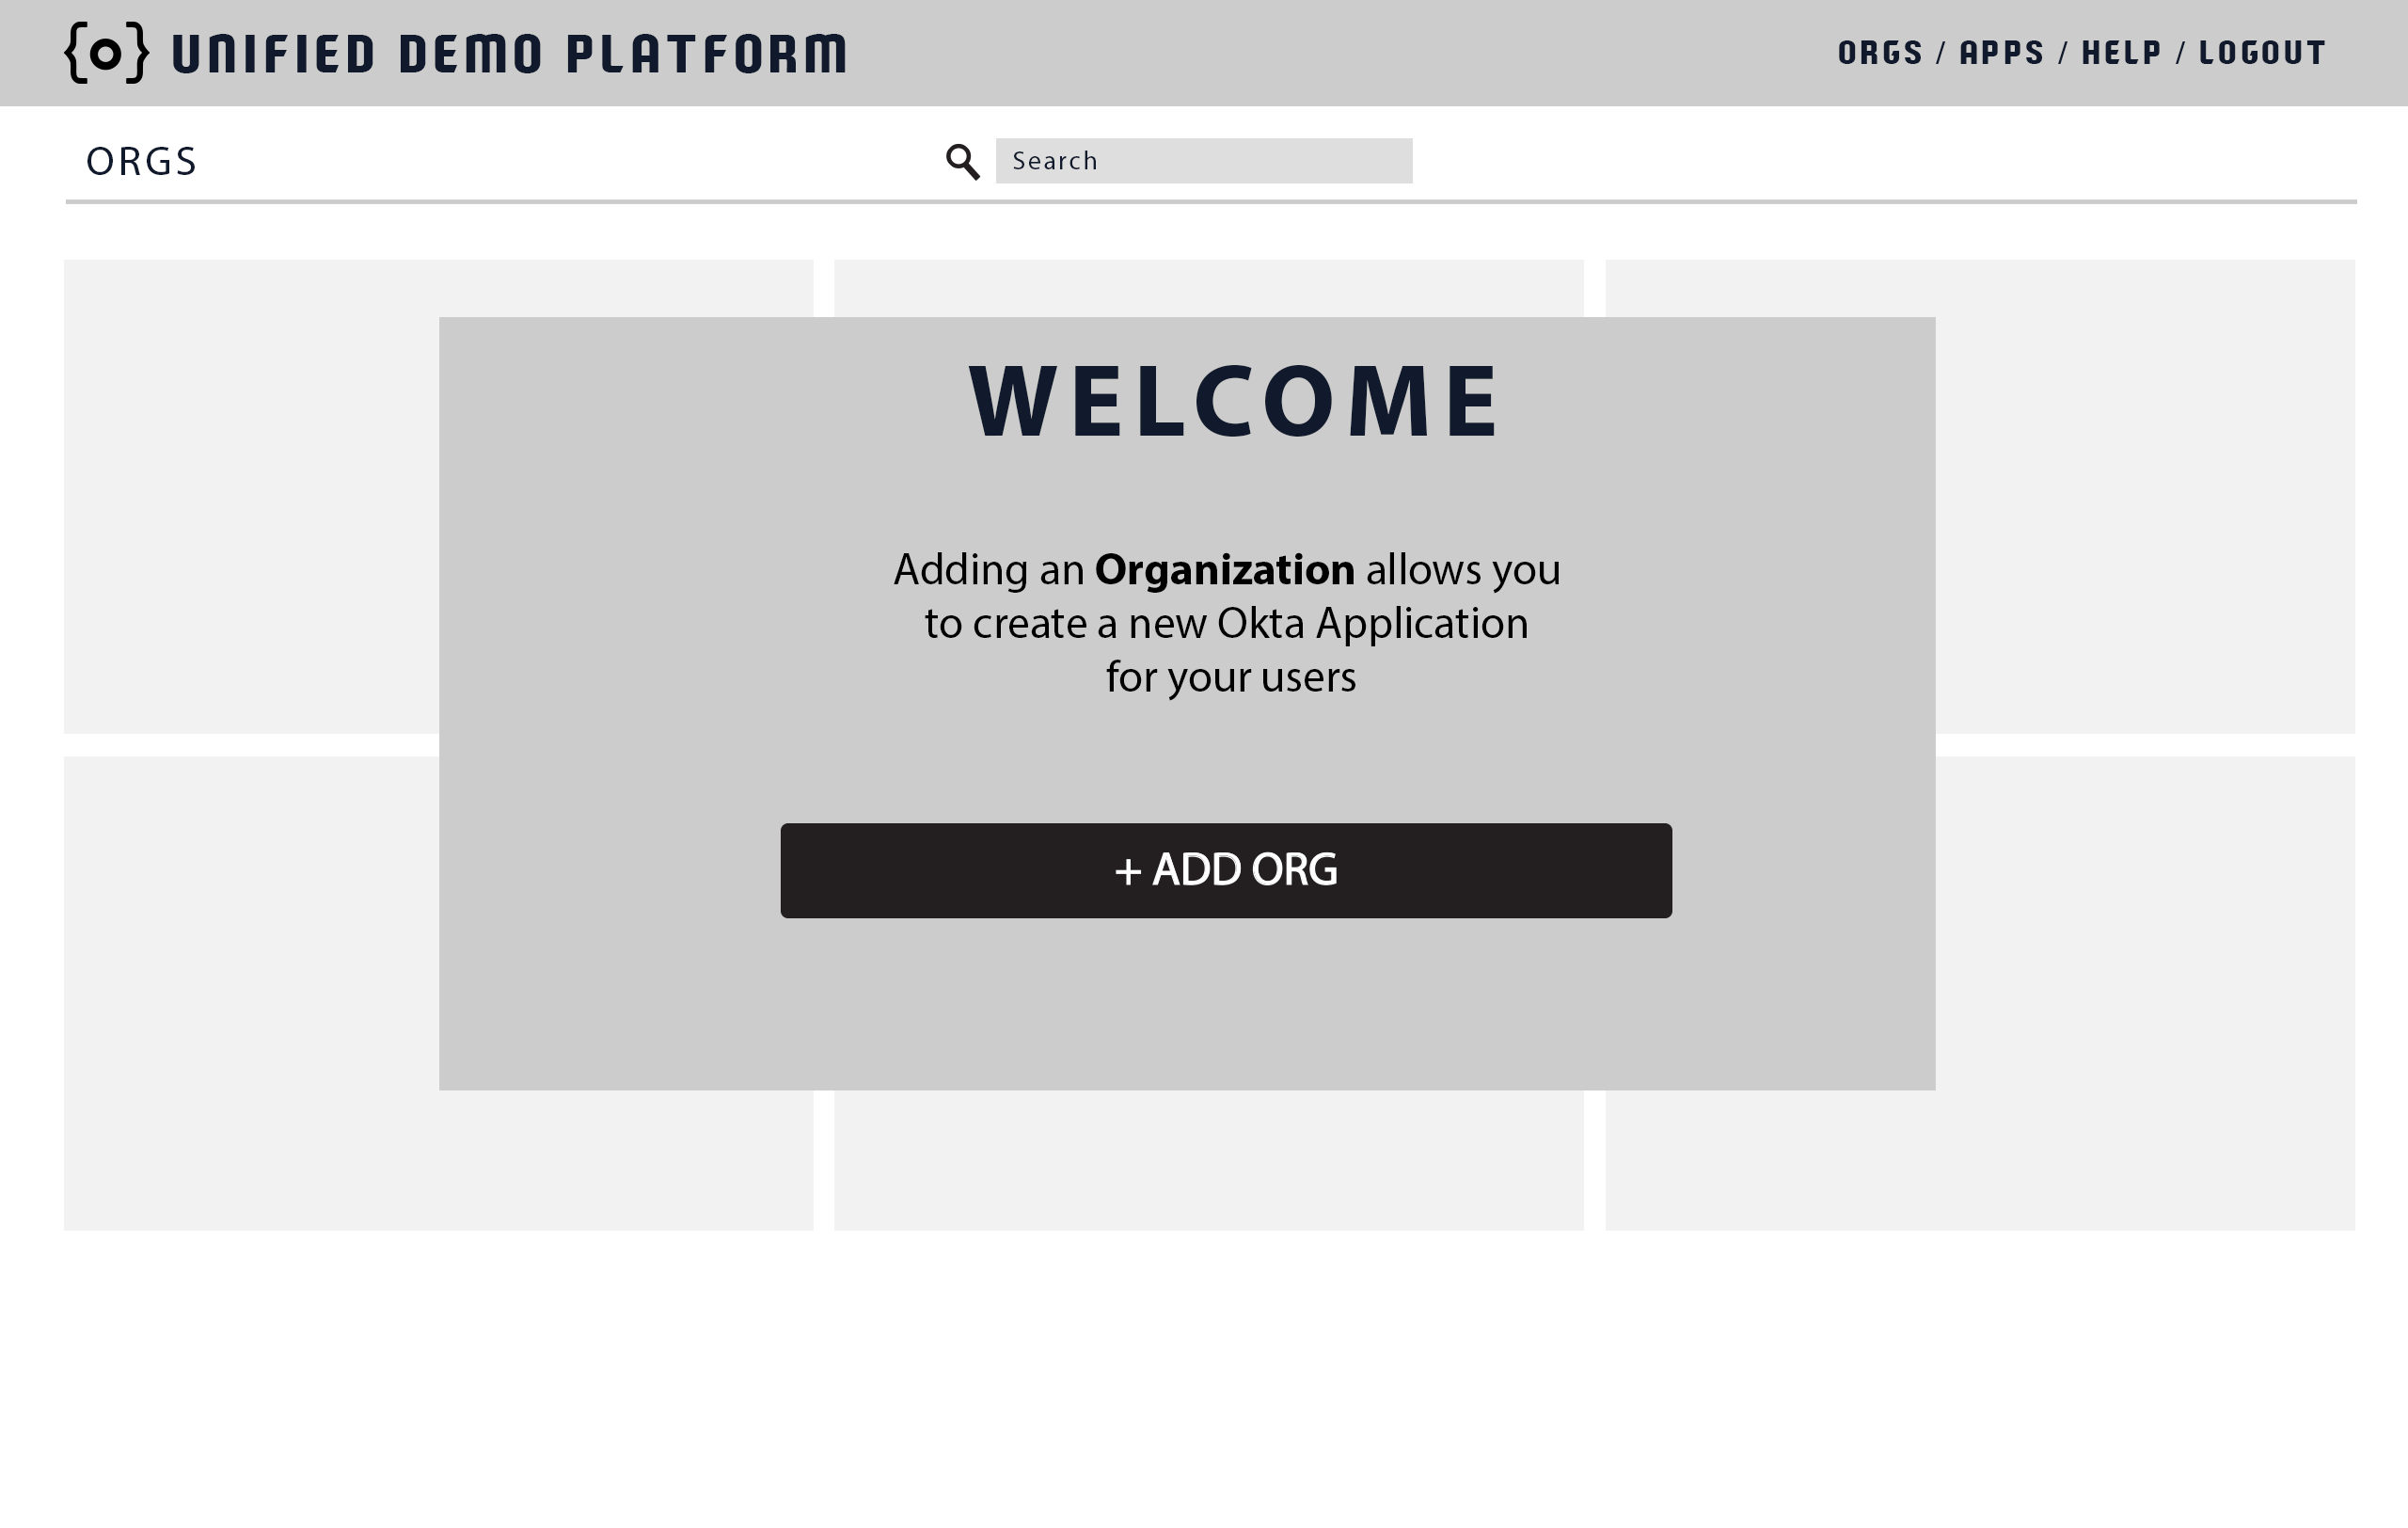 {o} UNIFIED DEMO PLATFORM
ORGS / APPS / HELP / LOGOUT
ORGS
Search
WELCOME
Adding an Organization allows you
to create a new Okta Application
for your users
+ ADD ORG